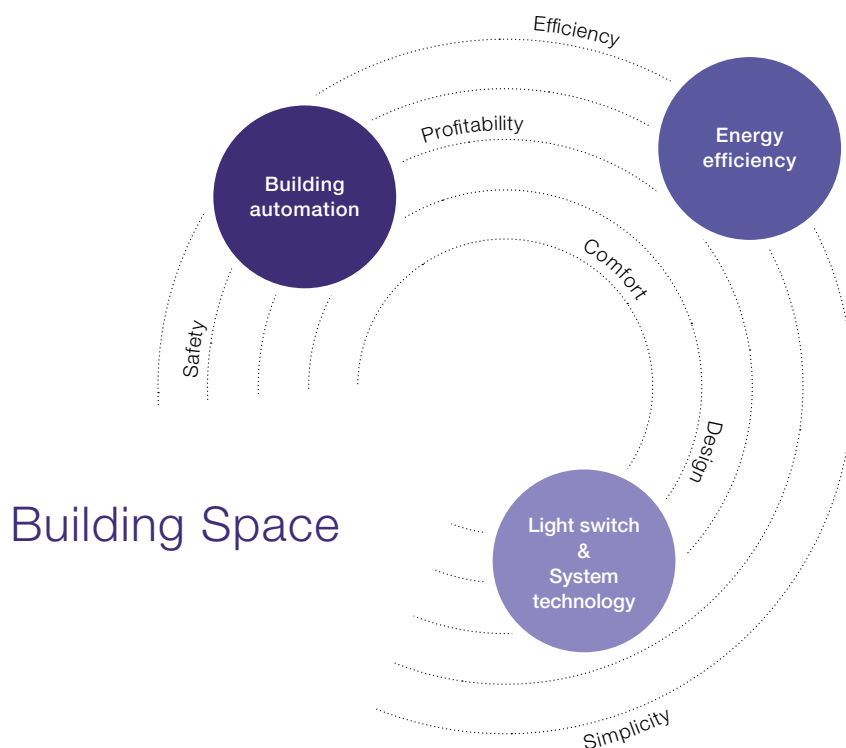 Efficiency
Profitability
Energy
efficiency
Building
automation
Comfort
Safety
Design
Building Space
Light switch
&
System
technology
Simplicity